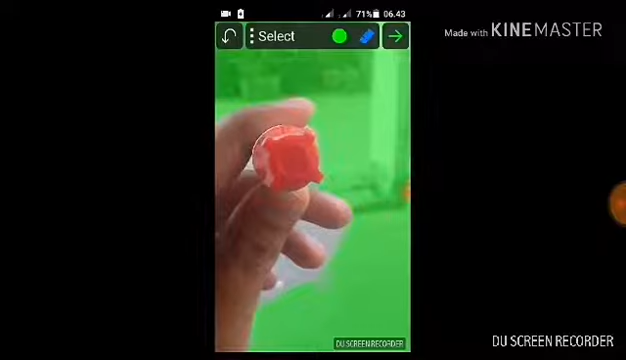 71% 06.43
Select
Made with KINEMASTER
DU SCREEN RECORDER
DU SCREEN RECORDER